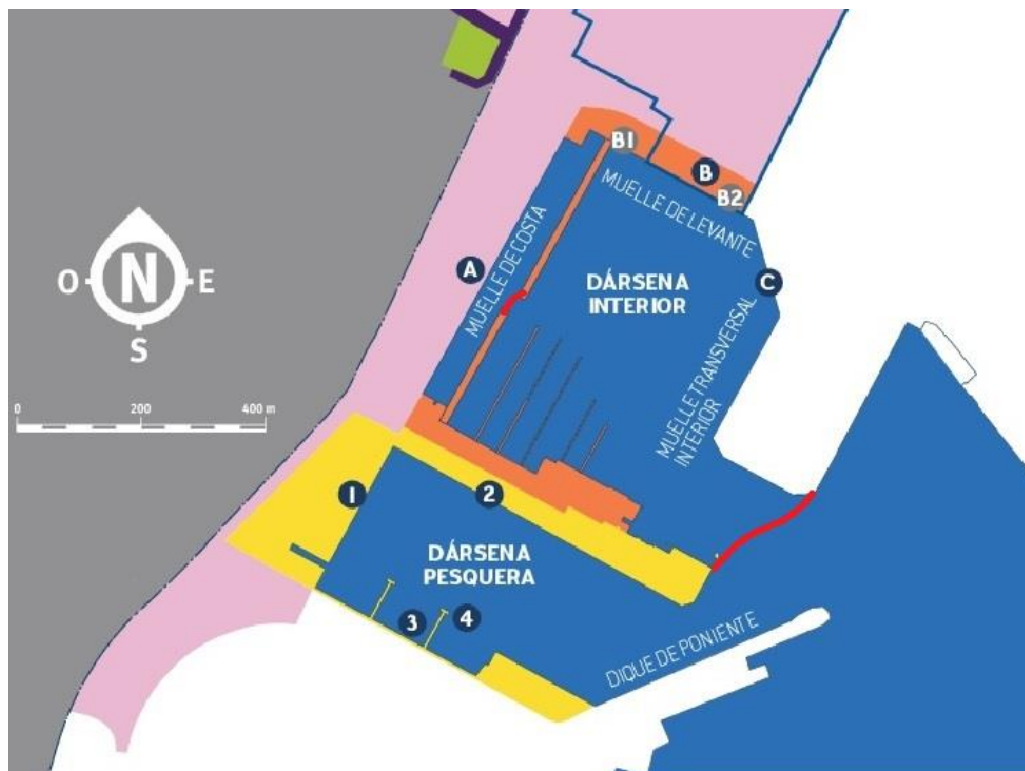 B1
B
B2
MUELLE DE LEVANTE
MUELLE DE COSTA
A
DÁRSENA
INTERIOR
C
MUELLE TRANSVERSAL
INTERIOR
O
N
E
S
0
200
400 m
1
2
DÁRSENA
PESQUERA
3
4
DIQUE DE PONIENTE